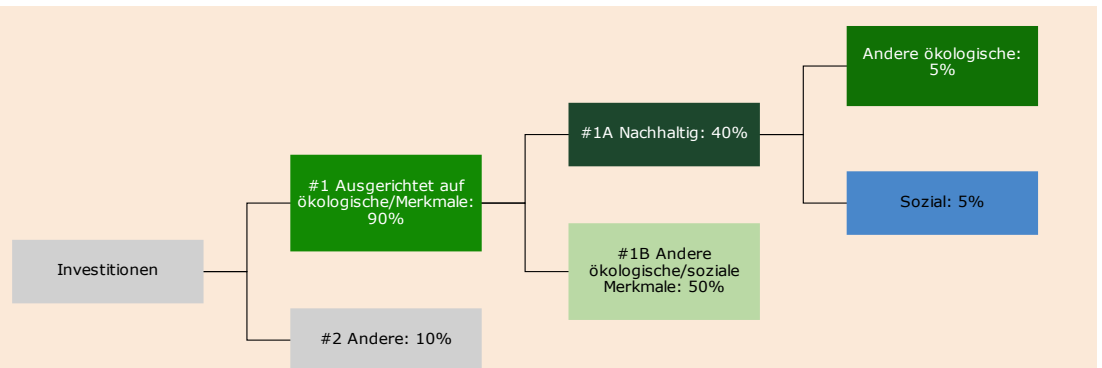 Andere ökologische:
5%
#1A Nachhaltig: 40%
#1 Ausgerichtet auf
ökologische/Merkmale:
90%
Sozial: 5%
#1B Andere
ökologische/soziale
Merkmale: 50%
Investitionen
#2 Andere: 10%